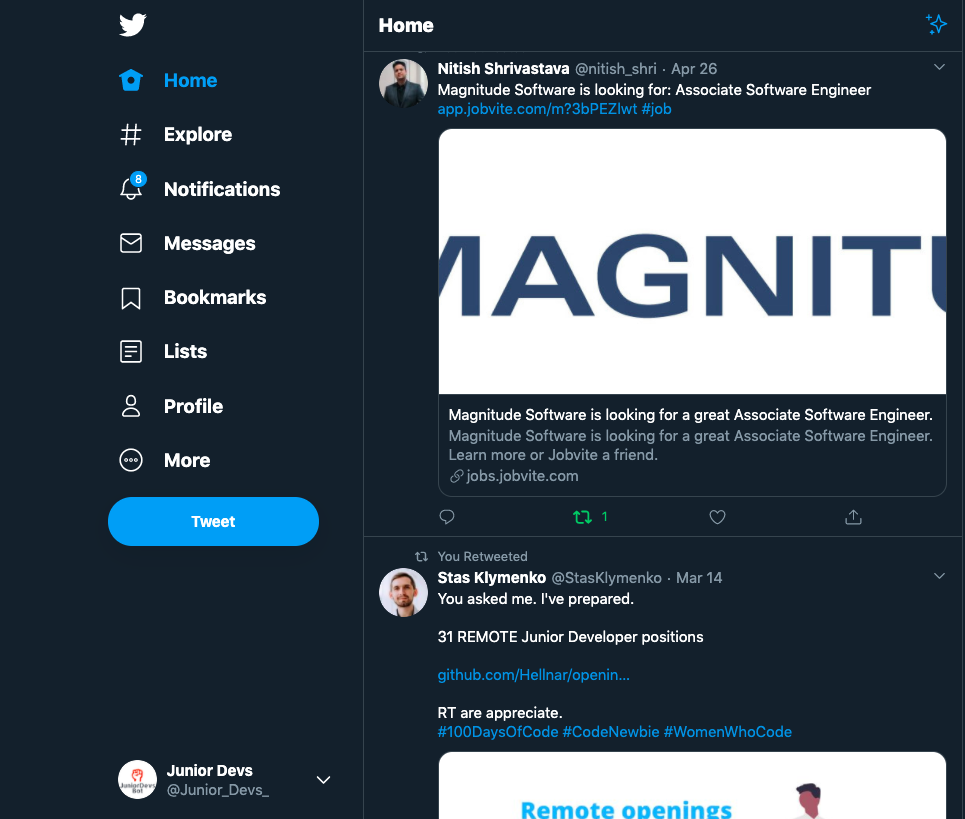 Home
Explore
8
Notifications
Messages
Bookmarks
Lists
Profile
More
Tweet
JuniorDevs
Bot
Junior Devs
@Junior_Devs_
Home
Nitish Shrivastava @nitish_shri · Apr 26
Magnitude Software is looking for: Associate Software Engineer
app.jobvite.com/m?3bPEZlwt #job
MAGNITU
Magnitude Software is looking for a great Associate Software Engineer.
Magnitude Software is looking for a great Associate Software Engineer.
Learn more or Jobvite a friend.
jobs.jobvite.com
1
You Retweeted
Stas Klymenko @StasKlymenko · Mar 14
You asked me. I've prepared.
31 REMOTE Junior Developer positions
github.com/Hellnar/openin...
RT are appreciate.
#100DaysOfCode #CodeNewbie #WomenWhoCode
Remote openings